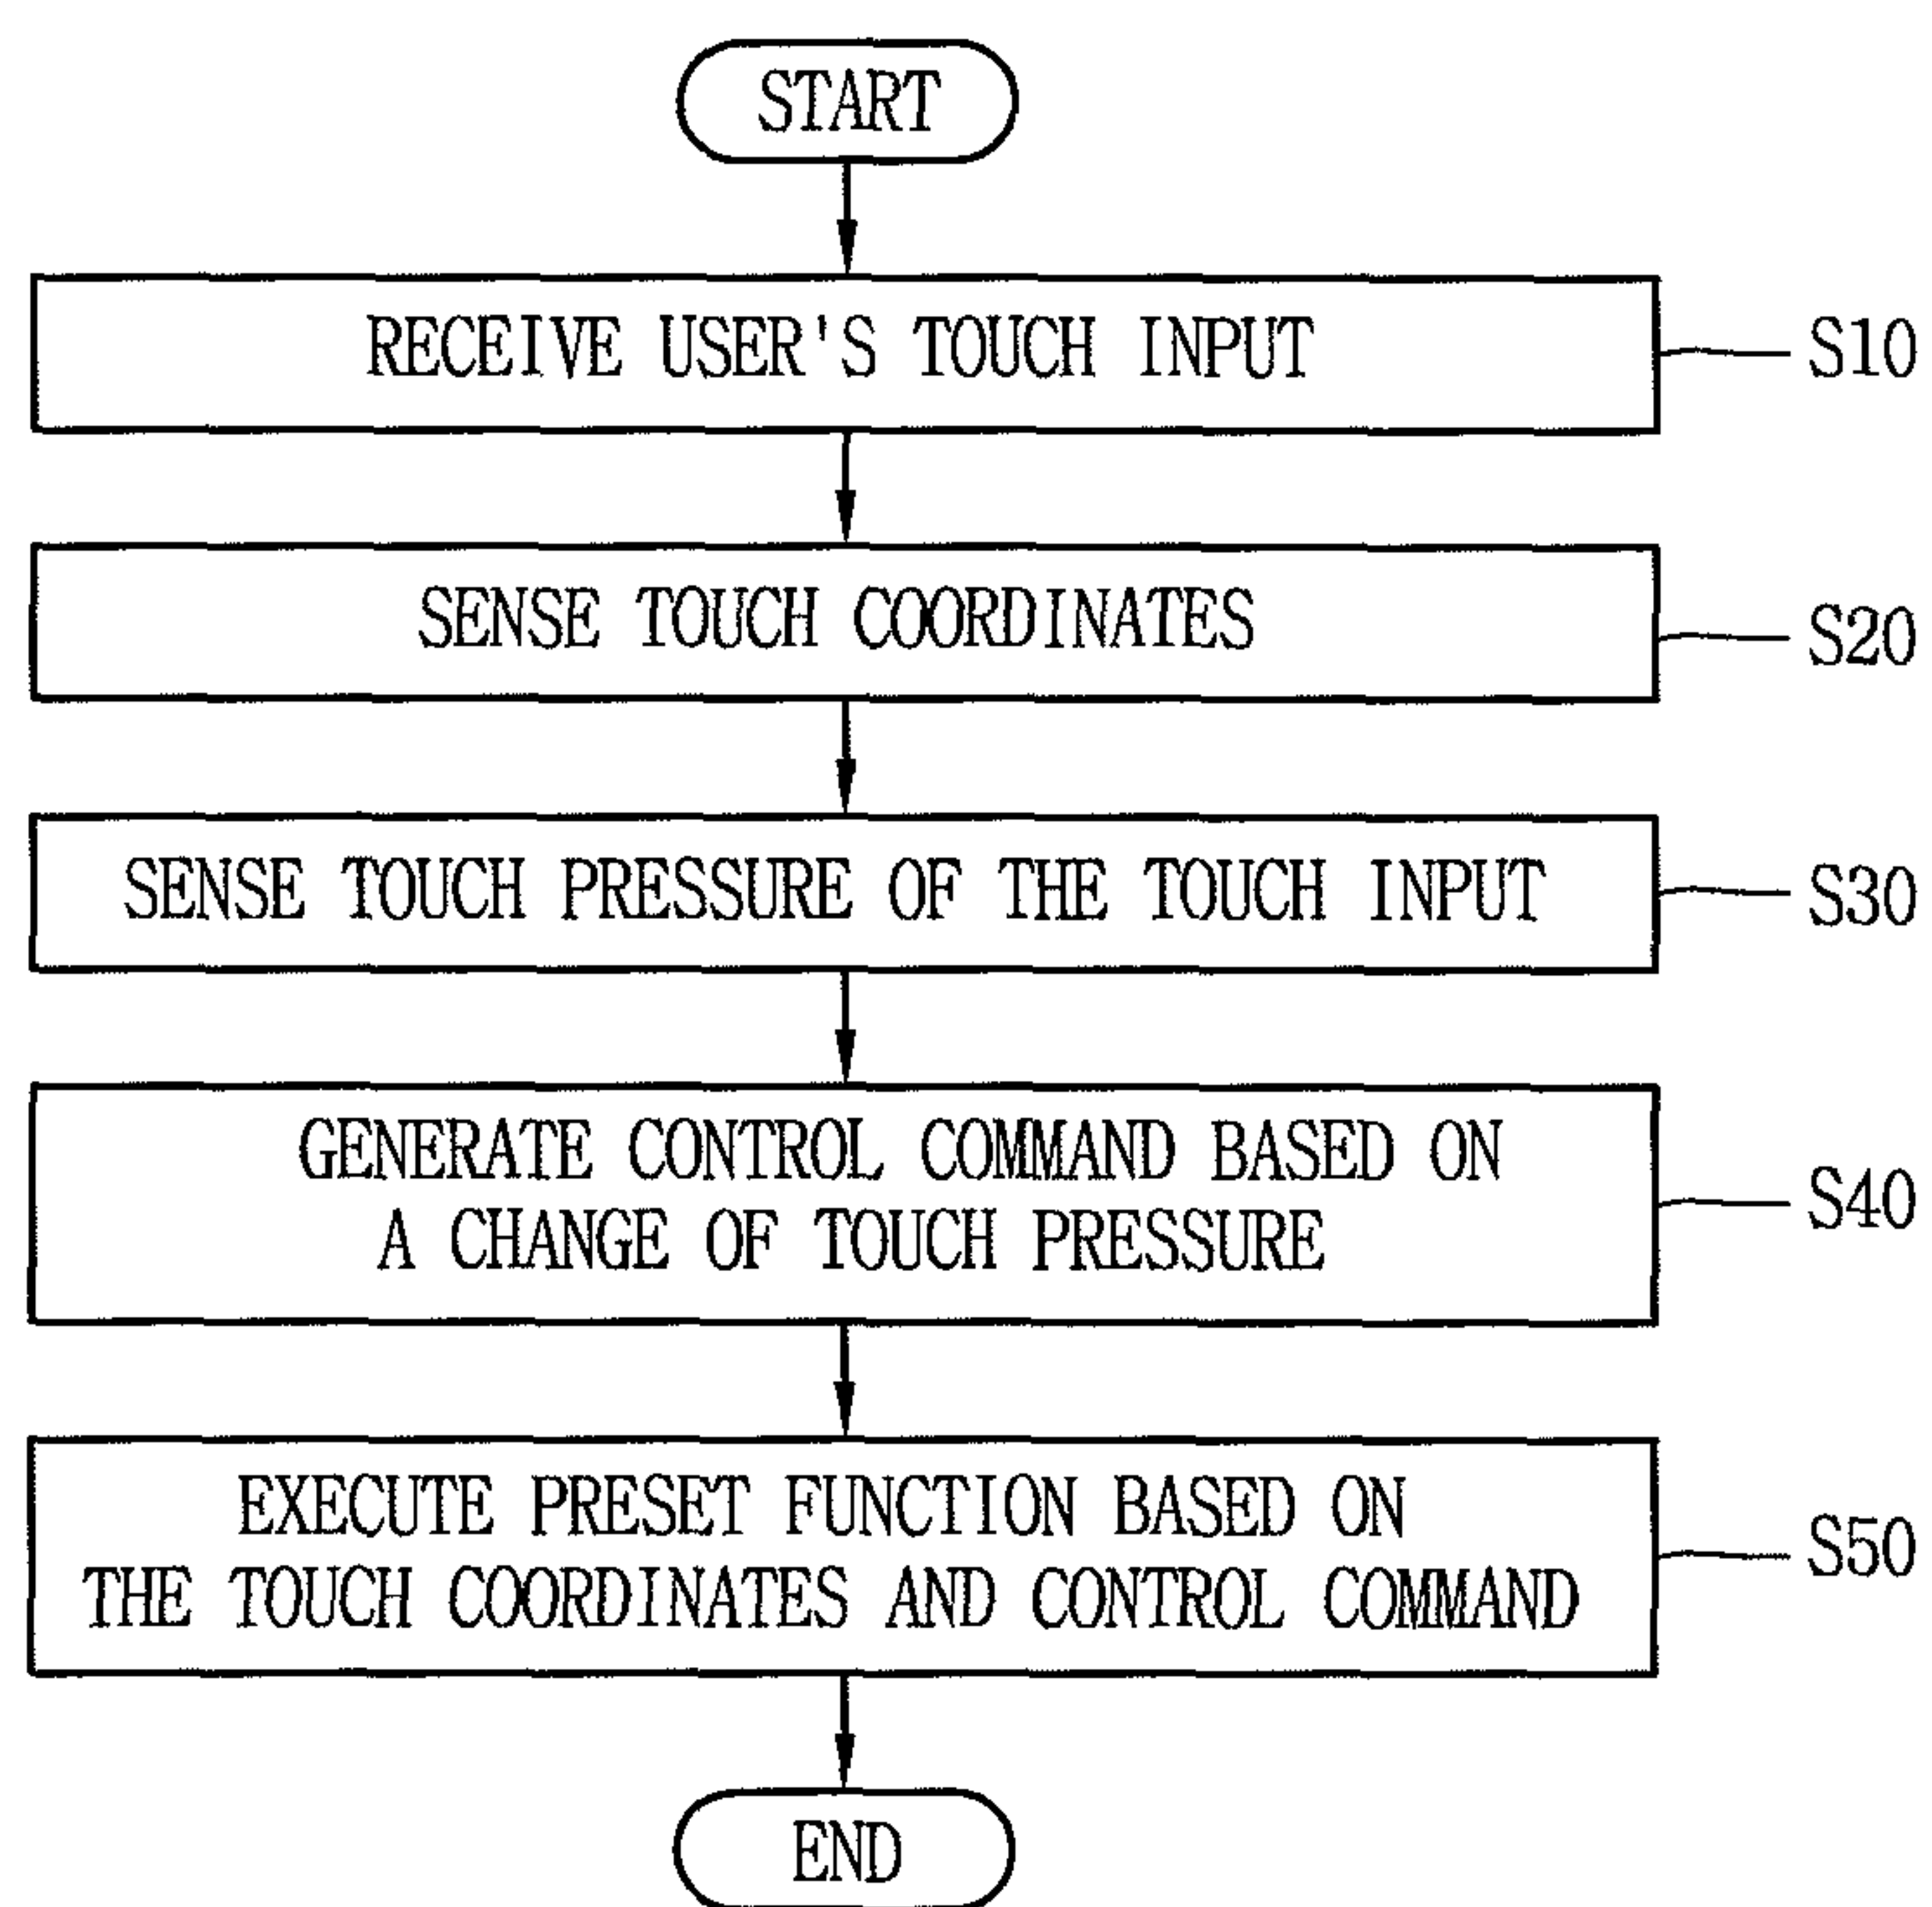 START
RECEIVE USER'S TOUCH INPUT
S10
SENSE TOUCH COORDINATES
S20
SENSE TOUCH PRESSURE OF THE TOUCH INPUT
S30
GENERATE CONTROL COMMAND BASED ON
A CHANGE OF TOUCH PRESSURE
S40
EXECUTE PRESET FUNCTION BASED ON
THE TOUCH COORDINATES AND CONTROL COMMAND
S50
END